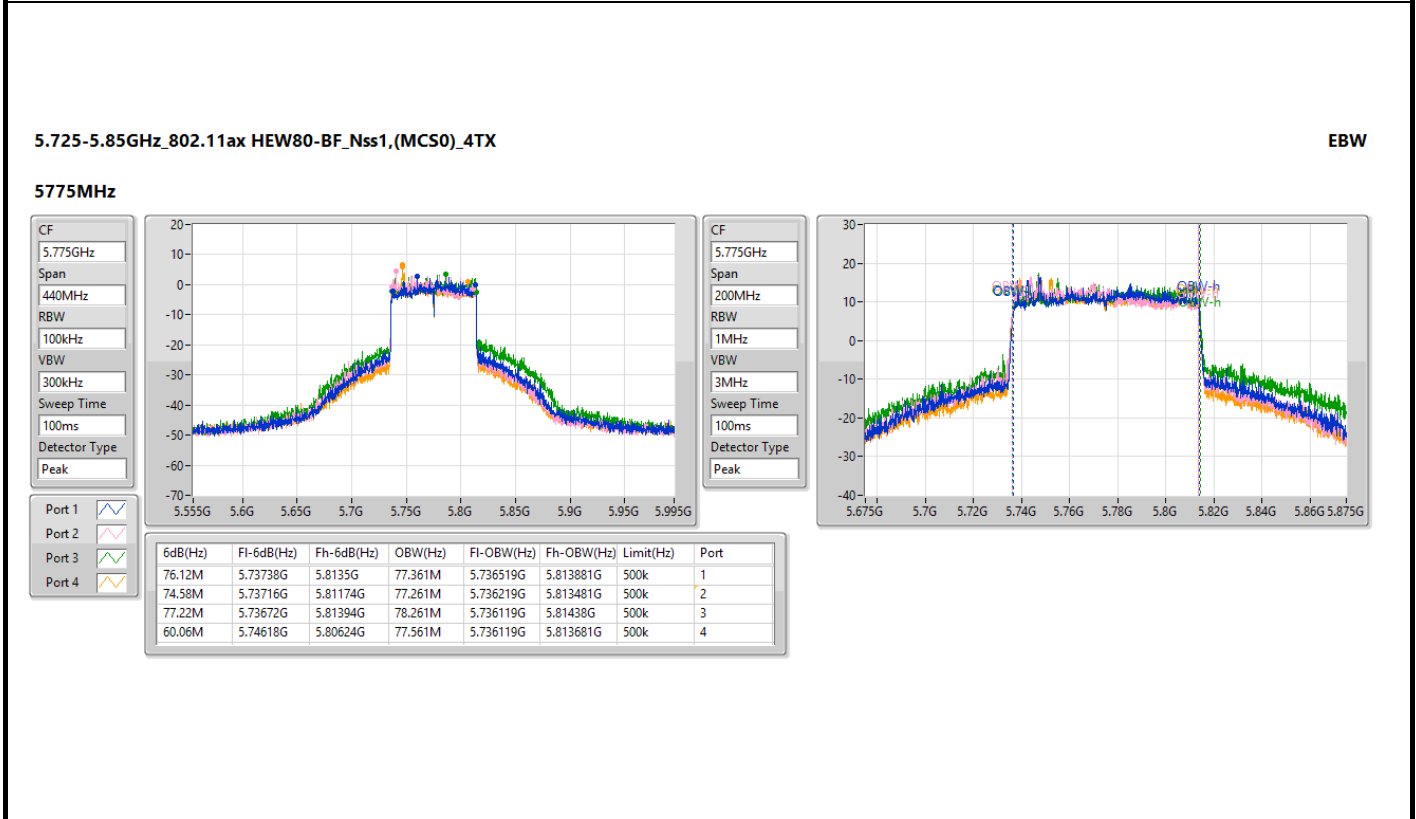 5.725-5.85GHz_802.11ax HEW80-BF_Nss1,(MCS0)_4TX EBW
5775MHz
CF
5.775GHz
Span
440MHz
RBW
100kHz
VBW
300kHz
Sweep Time
100ms
Detector Type
Peak
Port 1
Port 2
Port 3
Port 4
20
10
0
-10
-20
-30
-40
-50
-60
-70
5.555G 5.6G 5.65G 5.7G 5.75G 5.8G 5.85G 5.9G 5.95G 5.995G
CF
5.775GHz
Span
200MHz
RBW
1MHz
VBW
3MHz
Sweep Time
100ms
Detector Type
Peak
30
20
10
0
-10
-20
-30
-40
OBW-h
5.675G 5.7G 5.72G 5.74G 5.76G 5.78G 5.8G 5.82G 5.84G 5.86G 5.875G
6dB(Hz) Fl-6dB(Hz) Fh-6dB(Hz) OBW(Hz) Fl-OBW(Hz) Fh-OBW(Hz) Limit(Hz) Port
76.12M 5.73738G 5.8135G 77.361M 5.736519G 5.813881G 500k 1
74.58M 5.73716G 5.81174G 77.261M 5.736219G 5.813481G 500k 2
77.22M 5.73672G 5.81394G 78.261M 5.736119G 5.81438G 500k 3
60.06M 5.74618G 5.80624G 77.561M 5.736119G 5.813681G 500k 4